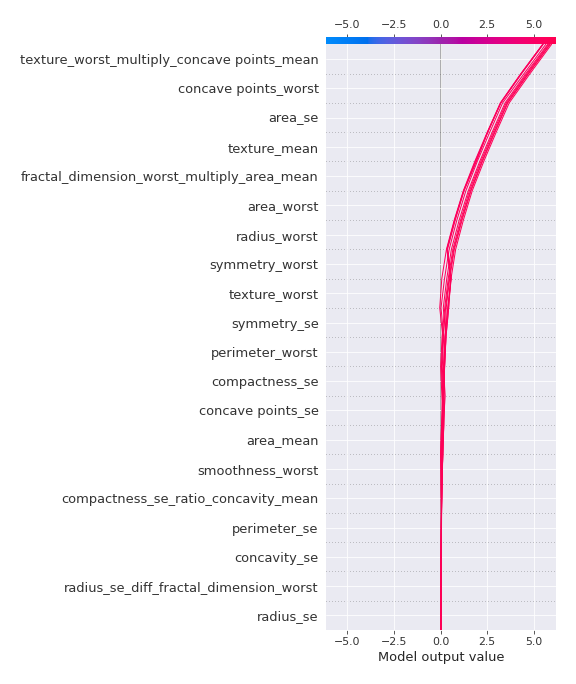 −5.0 −2.5 0.0 2.5 5.0
texture_worst_multiply_concave points_mean
concave points_worst
area_se
texture_mean
fractal_dimension_worst_multiply_area_mean
area_worst
radius_worst
symmetry_worst
texture_worst
symmetry_se
perimeter_worst
compactness_se
concave points_se
area_mean
smoothness_worst
compactness_se_ratio_concavity_mean
perimeter_se
concavity_se
radius_se_diff_fractal_dimension_worst
radius_se
−5.0 −2.5 0.0 2.5 5.0
Model output value